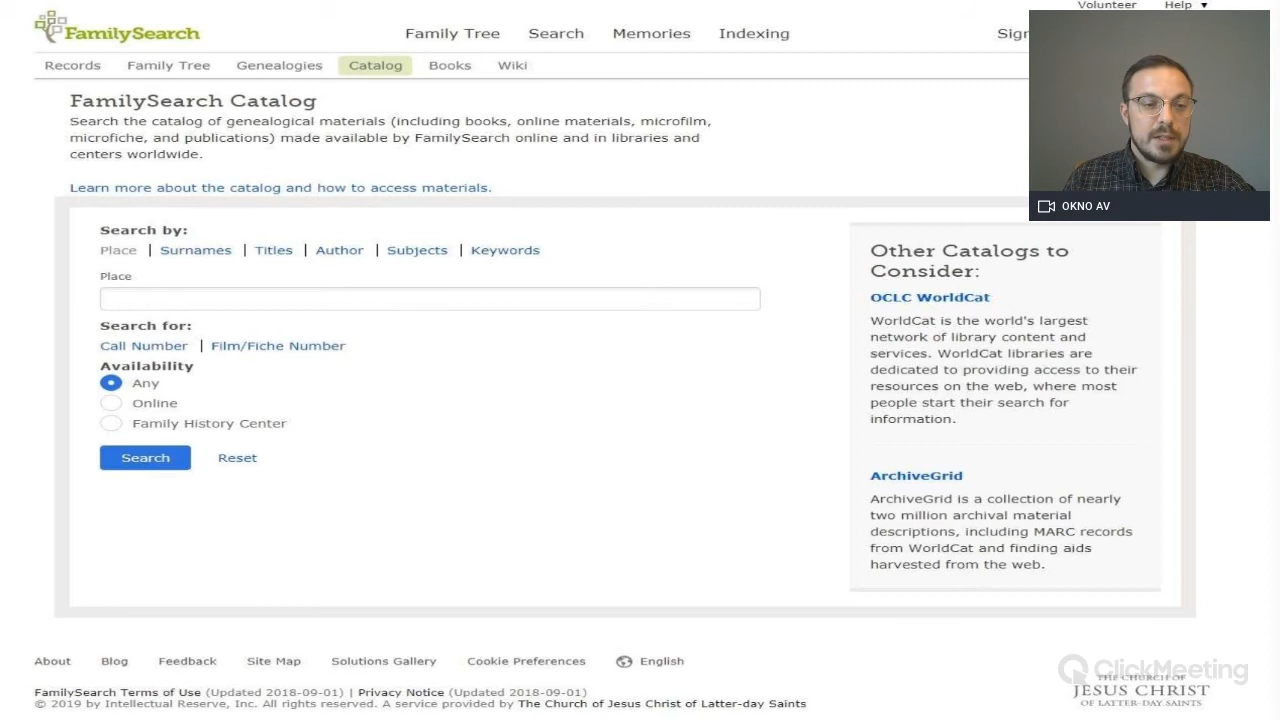 Volunteer Help ▼
FamilySearch
Family Tree Search Memories Indexing
Records Family Tree Genealogies Catalog Books Wiki
FamilySearch Catalog
Search the catalog of genealogical materials (including books, online materials, microfilm,
microfiche, and publications) made available by FamilySearch online and in libraries and
centers worldwide.
Learn more about the catalog and how to access materials.
OKNO AV
Search by:
Place | Surnames | Titles | Author | Subjects | Keywords
Place
Search for:
Call Number | Film/Fiche Number
Availability
Any
Online
Family History Center
Search Reset
Other Catalogs to
Consider:
OCLC WorldCat
WorldCat is the world's largest
network of library content and
services. WorldCat libraries are
dedicated to providing access to their
resources on the web, where most
people start their search for
information.
ArchiveGrid
ArchiveGrid is a collection of nearly
two million archival material
descriptions, including MARC records
from WorldCat and finding aids
harvested from the web.
About Blog Feedback Site Map Solutions Gallery Cookie Preferences English
FamilySearch Terms of Use (Updated 2018-09-01) | Privacy Notice (Updated 2018-09-01)
© 2019 by Intellectual Reserve, Inc. All rights reserved. A service provided by The Church of Jesus Christ of Latter-day Saints
ClickMeeting
THE CHURCH OF
JESUS CHRIST
OF LATTER-DAY SAINTS